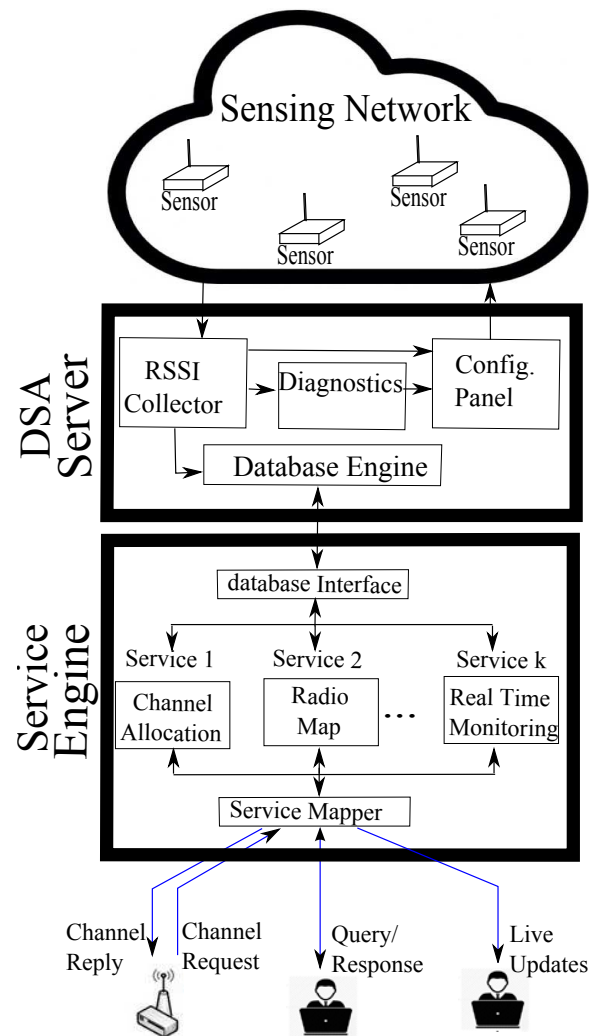 Sensing Network
Sensor
Sensor
Sensor
Sensor
DSA
Server
RSSI
Collector
Diagnostics
Config.
Panel
Database Engine
Service
Engine
database Interface
Service 1
Service 2
Service k
Channel
Allocation
Radio
Map
...
Real Time
Monitoring
Service Mapper
Channel
Reply
Channel
Request
Query/
Response
Live
Updates